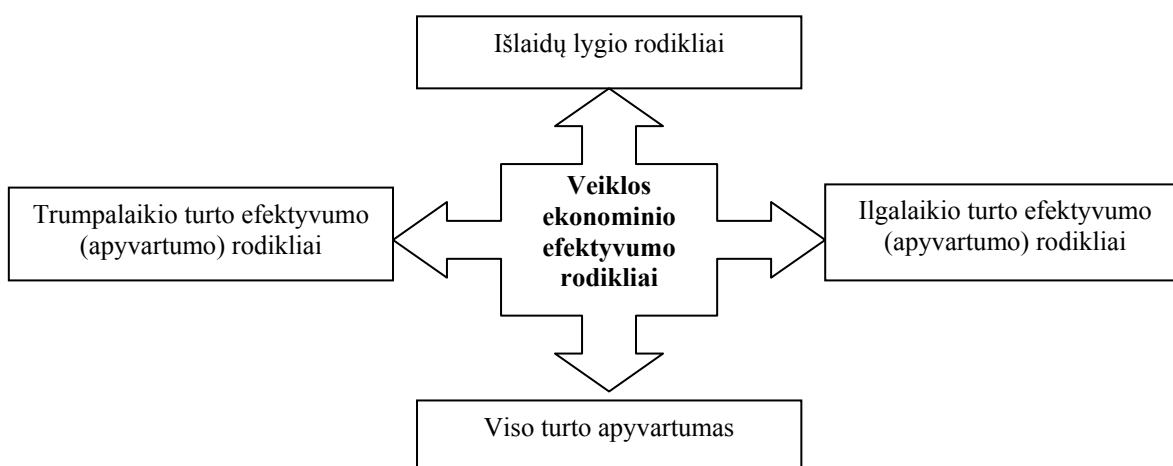 Išlaidų lygio rodikliai
Trumpalaikio turto efektyvumo
(apyvartumo) rodikliai
Veiklos
ekonominio
efektyvumo
rodikliai
Ilgalaikio turto efektyvumo
(apyvartumo) rodikliai
Viso turto apyvartumas